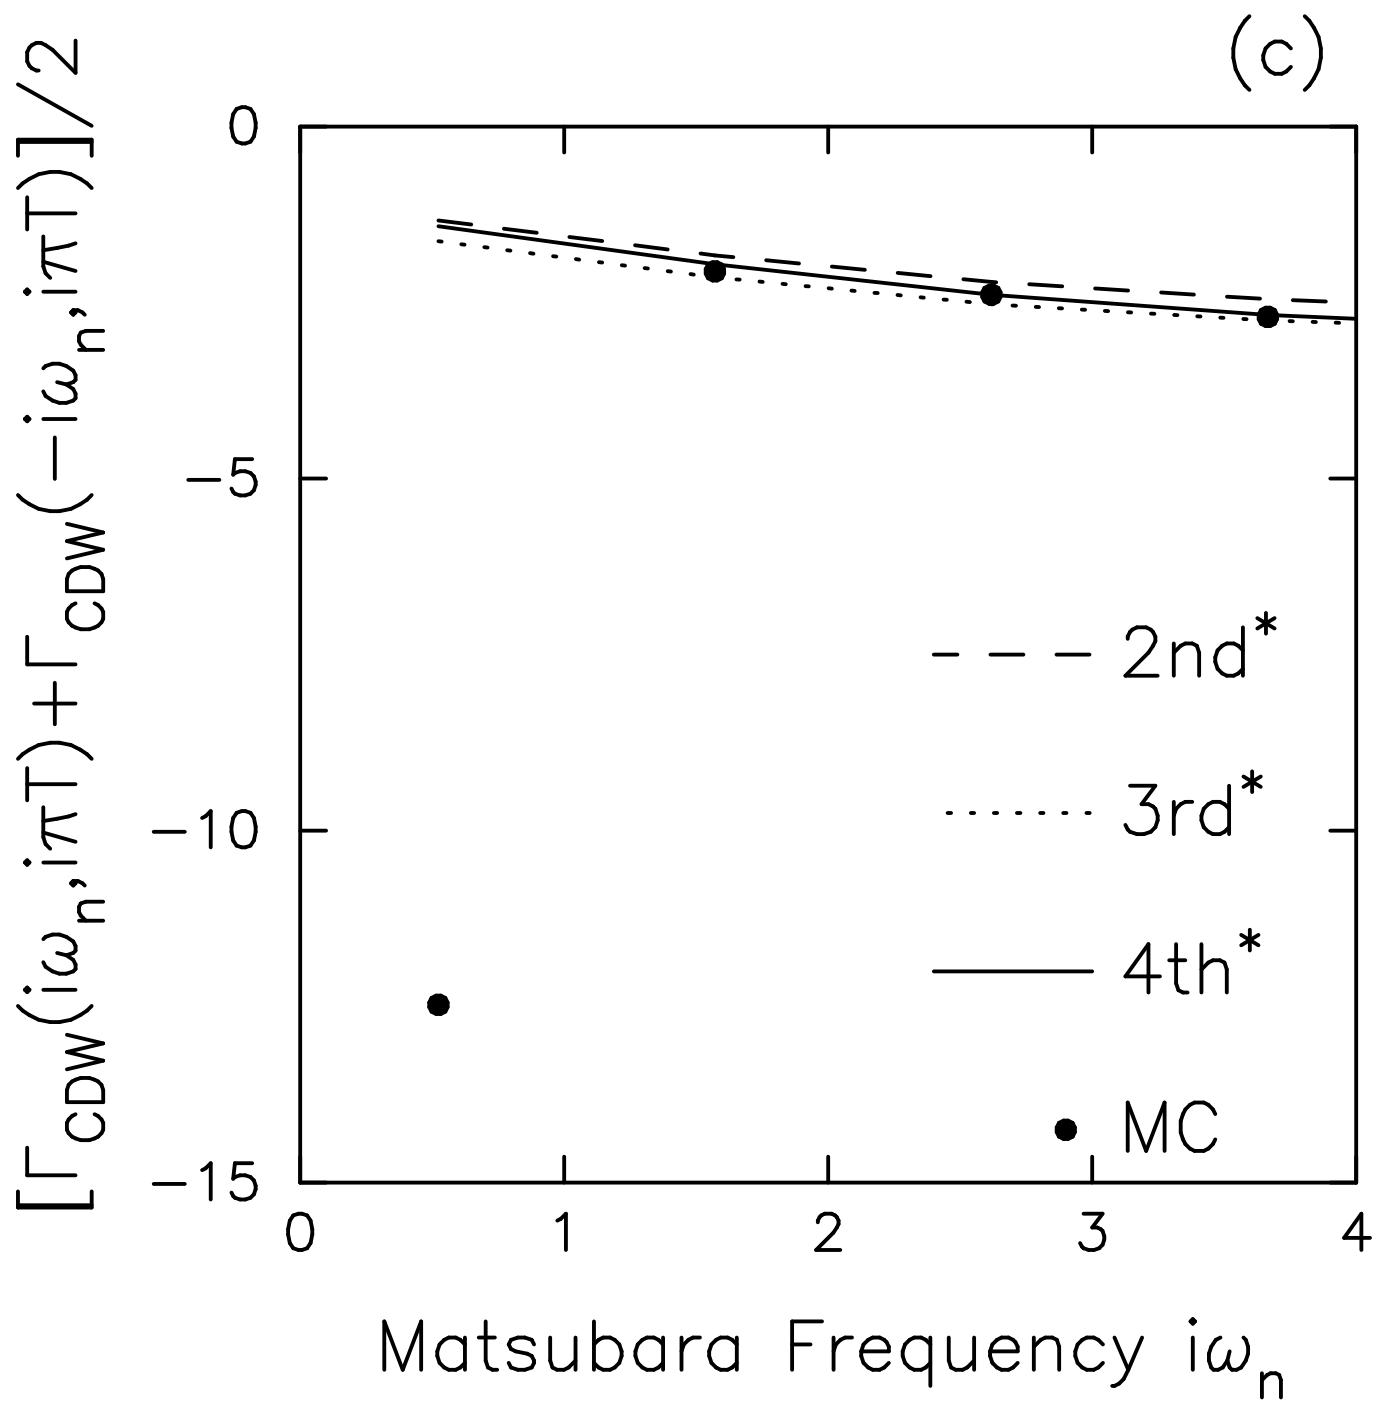 (c)
[Γ_CDW(iω_n,iπT)+Γ_CDW(−iω_n,iπT)]/2
0
−5
−10
−15
2nd*
3rd*
4th*
MC
0 1 2 3 4
Matsubara Frequency iω_n